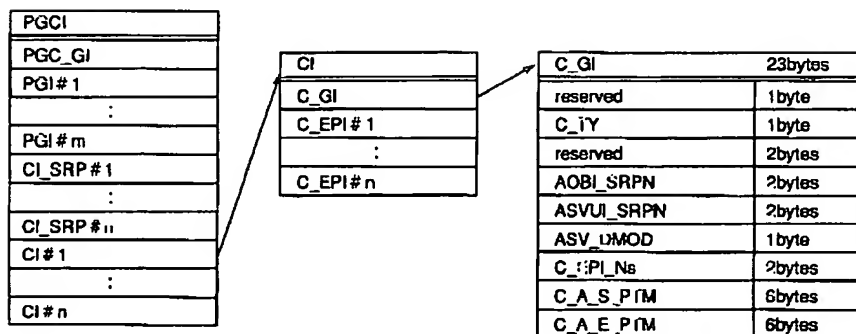 PGCI
PGC_GI
PGI#1
:
PGI#m
CI_SRP#1
:
CI_SRP#n
CI#1
:
CI#n
CI
C_GI
C_EPI#1
:
C_EPI#n
C_GI 23bytes
reserved 1byte
C_TY 1byte
reserved 2bytes
AOBI_SRPN 2bytes
ASVUI_SRPN 2bytes
ASV_DMOD 1byte
C_EPI_Ns 2bytes
C_A_S_PTM 6bytes
C_A_E_PTM 6bytes